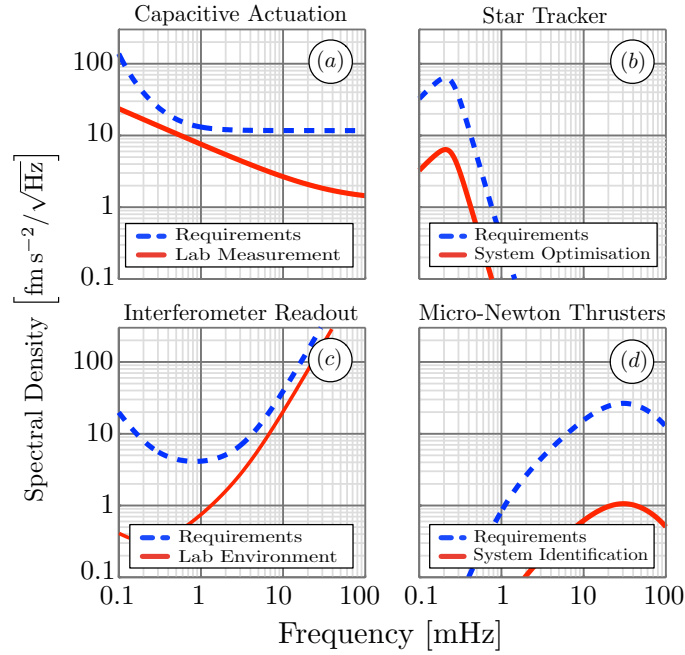 Capacitive Actuation
Star Tracker
(a)
(b)
100
10
1
0.1
Requirements
Lab Measurement
Requirements
System Optimisation
Spectral Density [fm s⁻²/√Hz]
Interferometer Readout
Micro-Newton Thrusters
(c)
(d)
100
10
1
0.1
Requirements
Lab Environment
Requirements
System Identification
0.1 1 10 100
0.1 1 10 100
Frequency [mHz]